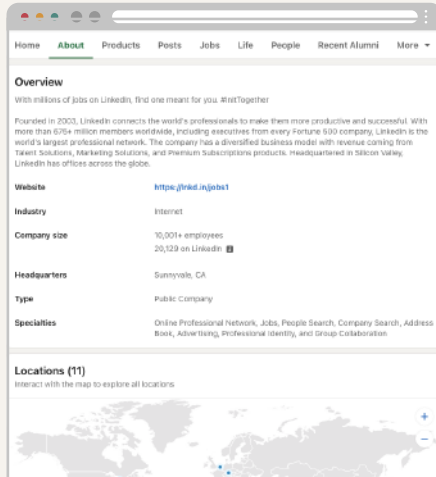 Home About Products Posts Jobs Life People Recent Alumni More
Overview
With millions of jobs on LinkedIn, find one meant for you. #InItTogether
Founded in 2003, LinkedIn connects the world's professionals to make them more productive and successful. With
more than 675+ million members worldwide, including executives from every Fortune 500 company, LinkedIn is the
world's largest professional network. The company has a diversified business model with revenue coming from
Talent Solutions, Marketing Solutions, and Premium Subscriptions products. Headquartered in Silicon Valley,
LinkedIn has offices across the globe.
Website https://lnkd.in/jobs1
Industry Internet
Company size 10,001+ employees
20,129 on LinkedIn
Headquarters Sunnyvale, CA
Type Public Company
Specialties Online Professional Network, Jobs, People Search, Company Search, Address
Book, Advertising, Professional Identity, and Group Collaboration
Locations (11)
Interact with the map to explore all locations
+
−